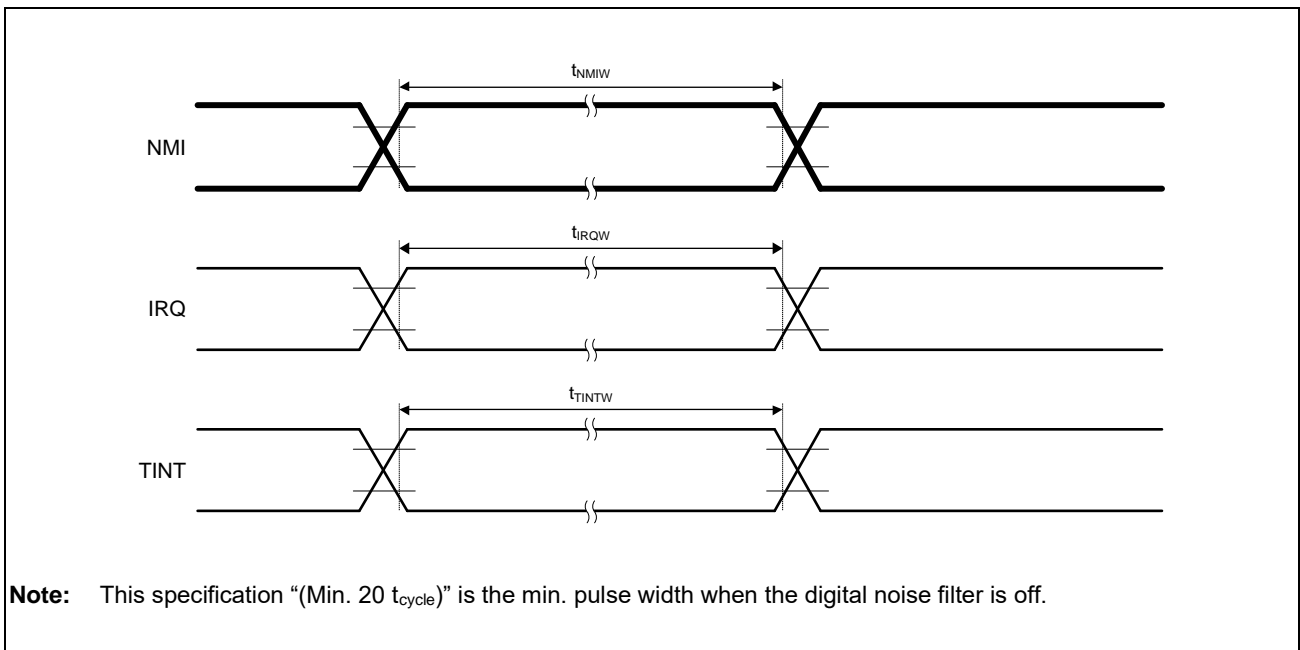 tNMIW
NMI
tIRQW
IRQ
tTINTW
TINT
Note: This specification “(Min. 20 tcycle)” is the min. pulse width when the digital noise filter is off.